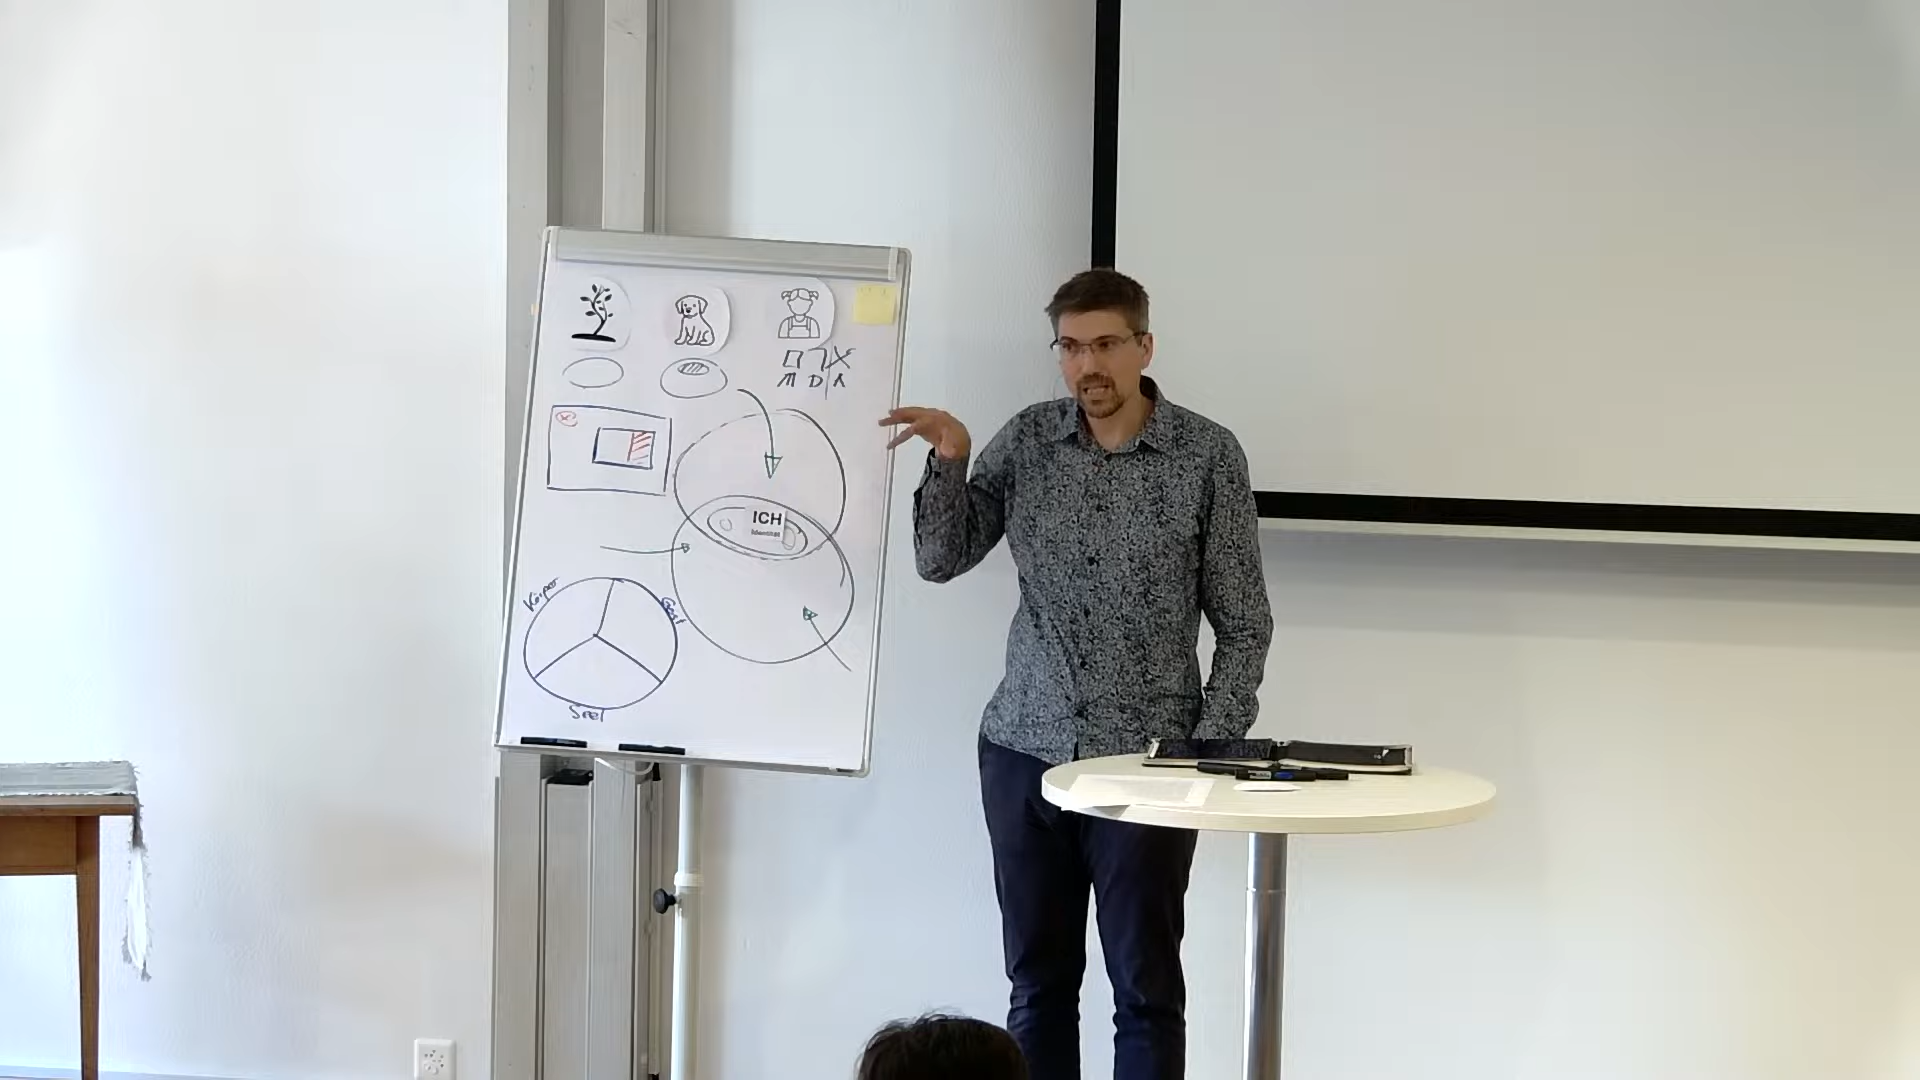 M D A
ICH
Identität
Körper
Geist
Seel